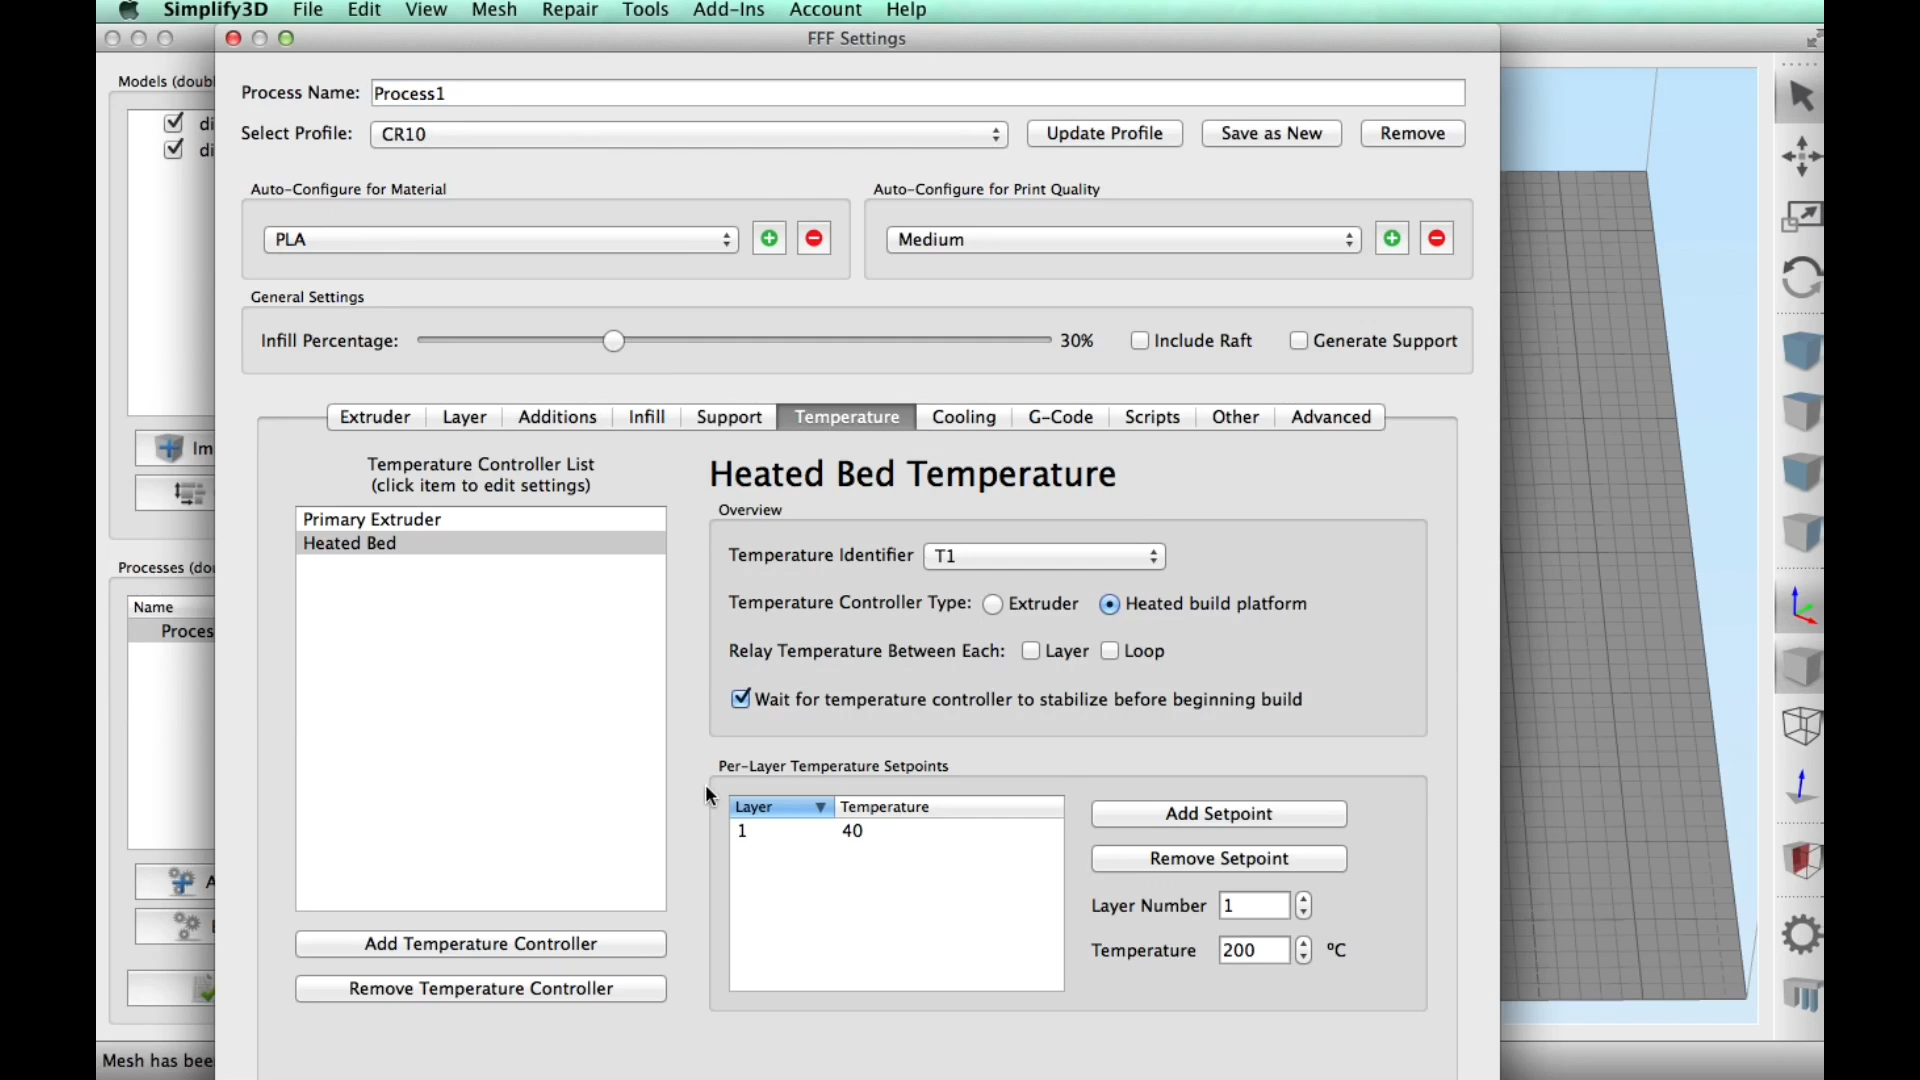 Simplify3D File Edit View Mesh Repair Tools Add-Ins Account Help
FFF Settings
Models (doubl
di
di
Im
Processes (dou
Name
Proces
A
Mesh has bee
Process Name: Process1
Select Profile: CR10 Update Profile Save as New Remove
Auto-Configure for Material
PLA
Auto-Configure for Print Quality
Medium
General Settings
Infill Percentage: 30% Include Raft Generate Support
Extruder Layer Additions Infill Support Temperature Cooling G-Code Scripts Other Advanced
Temperature Controller List
(click item to edit settings)
Primary Extruder
Heated Bed
Add Temperature Controller
Remove Temperature Controller
Heated Bed Temperature
Overview
Temperature Identifier T1
Temperature Controller Type: Extruder Heated build platform
Relay Temperature Between Each: Layer Loop
Wait for temperature controller to stabilize before beginning build
Per-Layer Temperature Setpoints
Layer Temperature
1 40
Add Setpoint
Remove Setpoint
Layer Number 1
Temperature 200 ºC